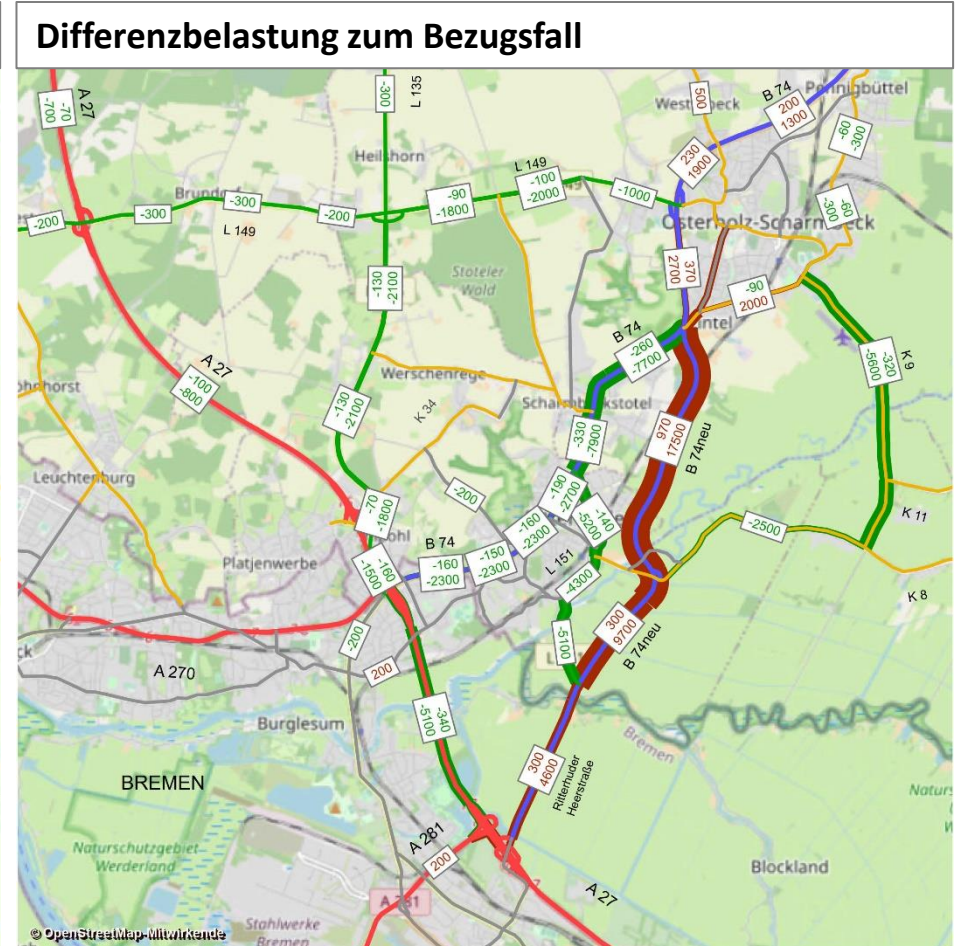 Differenzbelastung zum Bezugsfall
-70
-700
A 27
-300
L 135
500
B 74
200
1300
Pennigbüttel
-60
-300
230
1900
Heilshorn
L 149
-100
-2000
-1000
-60
-300
-200
-300
-300
-200
-90
-1800
L 149
Osterholz-Scharmbeck
Stoteler
Wald
-130
-2100
370
2700
-90
2000
B 74
-260
-7700
-320
-5600
K 9
A 27
-100
-800
Werschenrege
-130
-2100
K 34
-330
-7900
970
17500
B 74neu
Leuchtenburg
-200
-190
-2700
-140
-5200
-70
-1800
-160
-2300
-2500
K 11
B 74
-160
-2300
-150
-2300
L 151
Platjenwerbe
-160
-1500
-4300
K 8
300
9700
B 74neu
-200
-5100
A 270
200
Burglesum
-340
-5100
Bremen
BREMEN
300
4600
Ritterhuder
Heerstraße
Naturschutzgebiet
Werderland
A 281
200
Blockland
A 27
Stahlwerke
Bremen
© OpenStreetMap-Mitwirkende